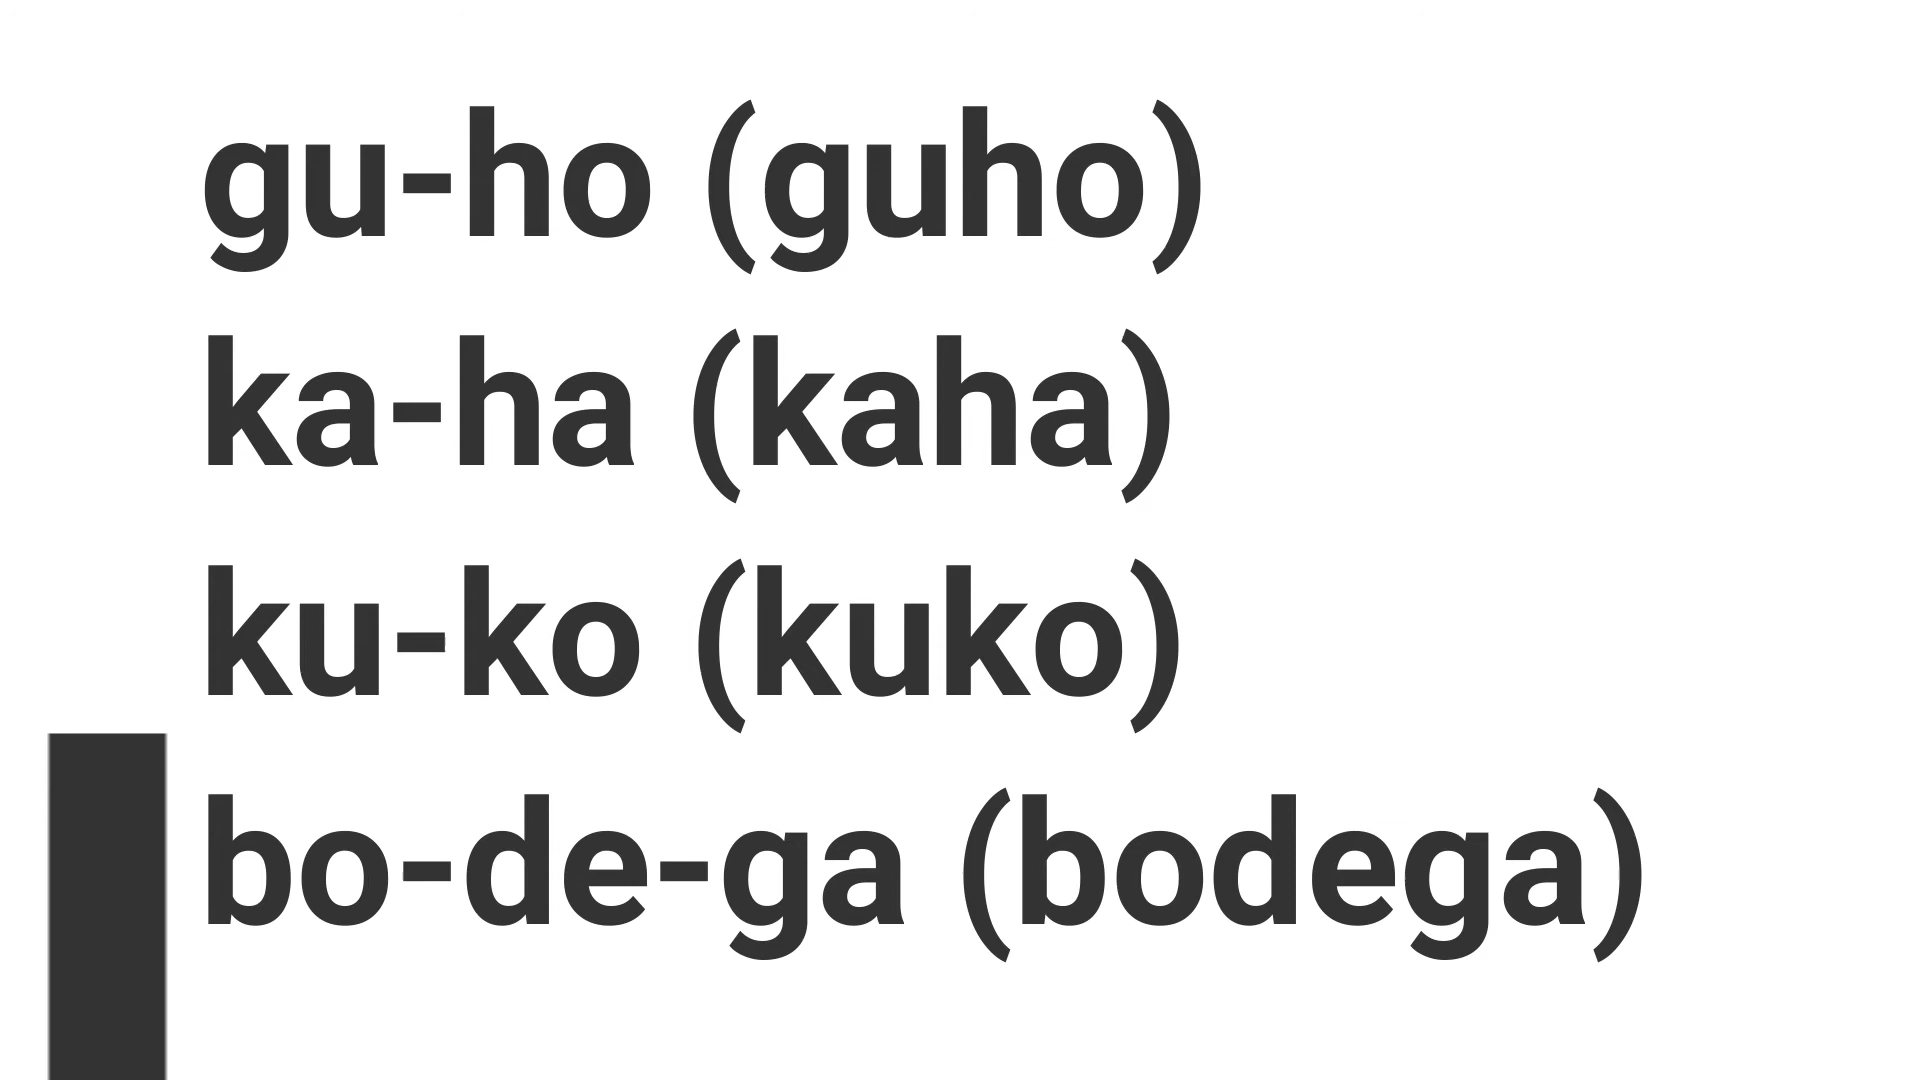 gu-ho (guho)
ka-ha (kaha)
ku-ko (kuko)
bo-de-ga (bodega)